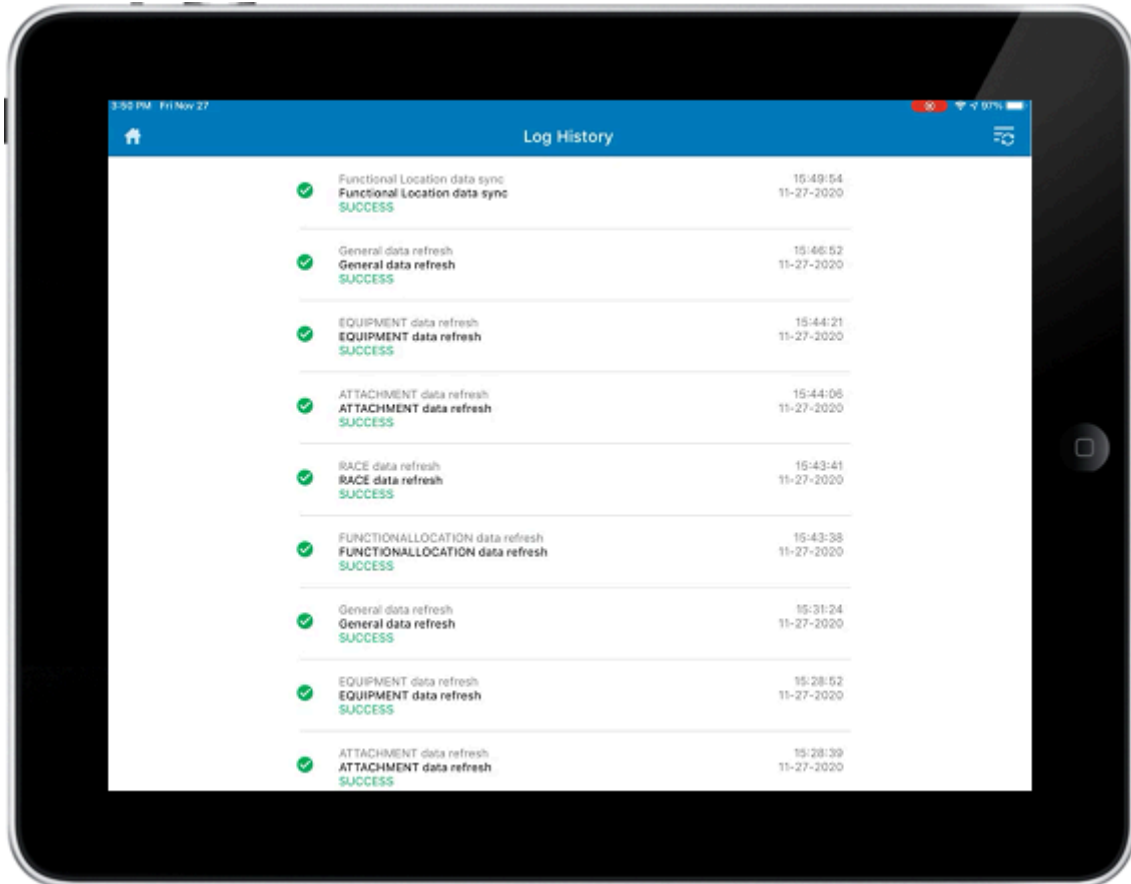 3:50 PM Fri Nov 27
97%
Log History
Functional Location data sync
15:49:54
Functional Location data sync
11-27-2020
SUCCESS
General data refresh
15:46:52
General data refresh
11-27-2020
SUCCESS
EQUIPMENT data refresh
15:44:21
EQUIPMENT data refresh
11-27-2020
SUCCESS
ATTACHMENT data refresh
15:44:06
ATTACHMENT data refresh
11-27-2020
SUCCESS
RACE data refresh
15:43:41
RACE data refresh
11-27-2020
SUCCESS
FUNCTIONALLOCATION data refresh
15:43:38
FUNCTIONALLOCATION data refresh
11-27-2020
SUCCESS
General data refresh
15:31:24
General data refresh
11-27-2020
SUCCESS
EQUIPMENT data refresh
15:28:52
EQUIPMENT data refresh
11-27-2020
SUCCESS
ATTACHMENT data refresh
15:28:39
ATTACHMENT data refresh
11-27-2020
SUCCESS